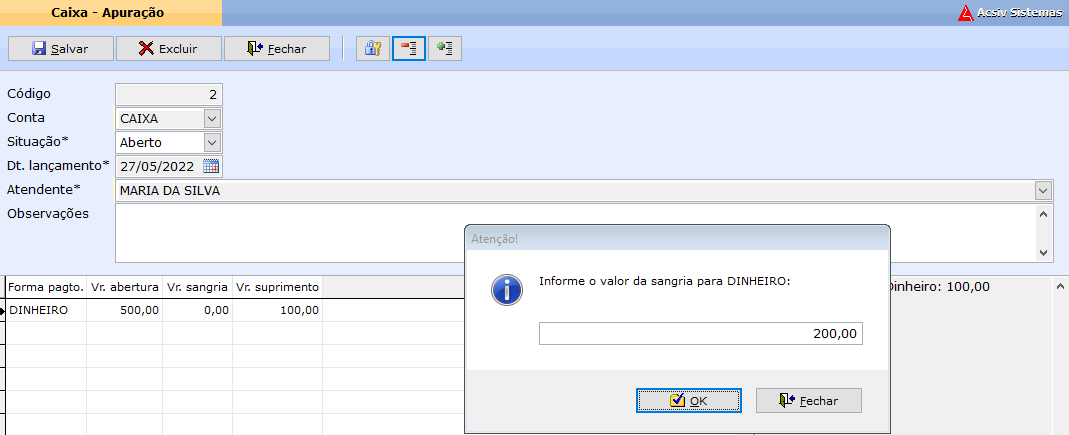 Caixa - Apuração
Acsiv Sistemas
Salvar Excluir Fechar
Código 2
Conta CAIXA
Situação* Aberto
Dt. lançamento* 27/05/2022
Atendente* MARIA DA SILVA
Observações
Atenção!
Informe o valor da sangria para DINHEIRO:
200,00
OK Fechar
Forma pagto. Vr. abertura Vr. sangria Vr. suprimento
DINHEIRO 500,00 0,00 100,00
inheiro: 100,00